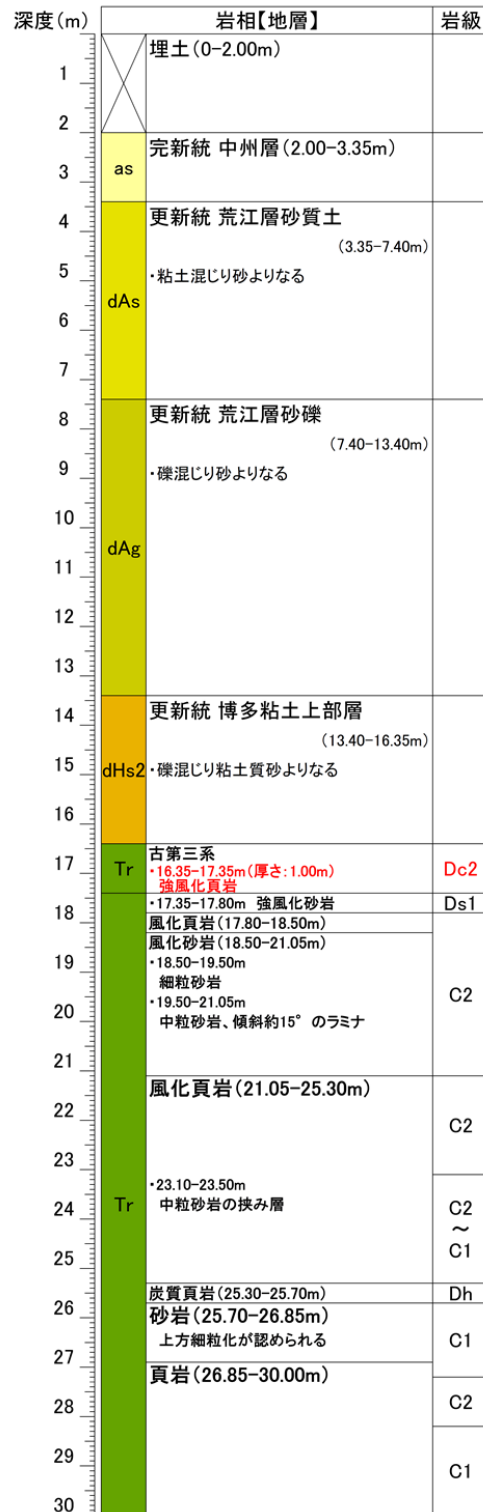 深度(m) 岩相【地層】 岩級
埋土(0-2.00m)
1
2
完新統 中州層(2.00-3.35m)
as
3
更新統 荒江層砂質土
4
(3.35-7.40m)
5
・粘土混じり砂よりなる
dAs
6
7
更新統 荒江層砂礫
8
(7.40-13.40m)
9
・礫混じり砂よりなる
10
dAg
11
12
13
更新統 博多粘土上部層
14
(13.40-16.35m)
15
dHs2
・礫混じり粘土質砂よりなる
16
古第三系
17
Tr
・16.35-17.35m(厚さ:1.00m)
強風化頁岩
Dc2
・17.35-17.80m 強風化砂岩
Ds1
18
風化頁岩(17.80-18.50m)
風化砂岩(18.50-21.05m)
19
・18.50-19.50m
細粒砂岩
・19.50-21.05m
中粒砂岩、傾斜約15°のラミナ
C2
20
21
風化頁岩(21.05-25.30m)
22
C2
23
・23.10-23.50m
中粒砂岩の挟み層
24
Tr
C2
~
C1
25
炭質頁岩(25.30-25.70m)
Dh
26
砂岩(25.70-26.85m)
上方細粒化が認められる
C1
27
頁岩(26.85-30.00m)
28
C2
29
C1
30